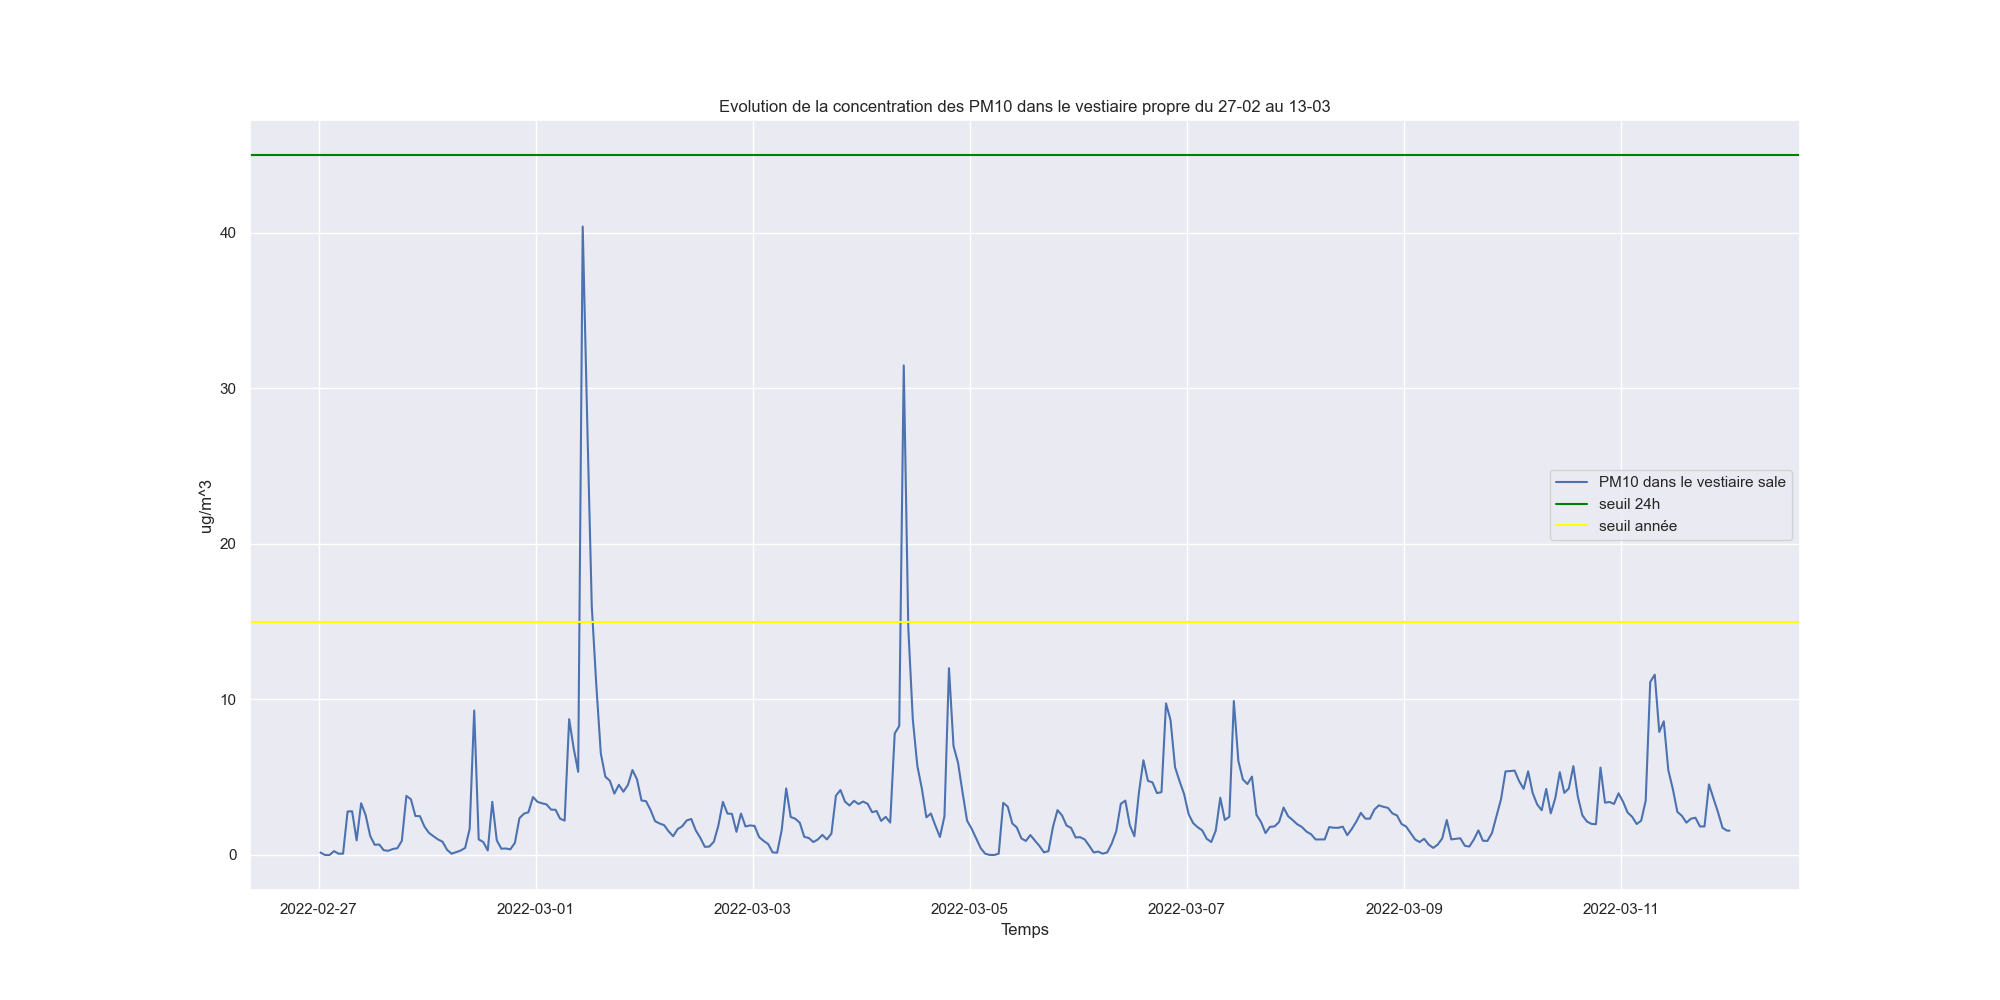 Evolution de la concentration des PM10 dans le vestiaire propre du 27-02 au 13-03
ug/m^3
40
30
20
10
0
PM10 dans le vestiaire sale
seuil 24h
seuil année
2022-02-27 2022-03-01 2022-03-03 2022-03-05 2022-03-07 2022-03-09 2022-03-11
Temps